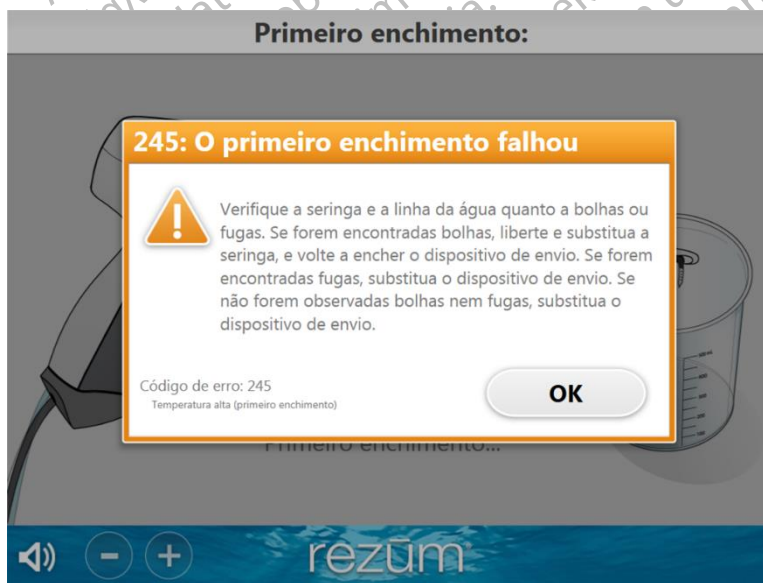 Primeiro enchimento:
245: O primeiro enchimento falhou
Verifique a seringa e a linha da água quanto a bolhas ou
fugas. Se forem encontradas bolhas, liberte e substitua a
seringa, e volte a encher o dispositivo de envio. Se forem
encontradas fugas, substitua o dispositivo de envio. Se
não forem observadas bolhas nem fugas, substitua o
dispositivo de envio.
Código de erro: 245
Temperatura alta (primeiro enchimento)
OK
Primeiro enchimento...
rezūm